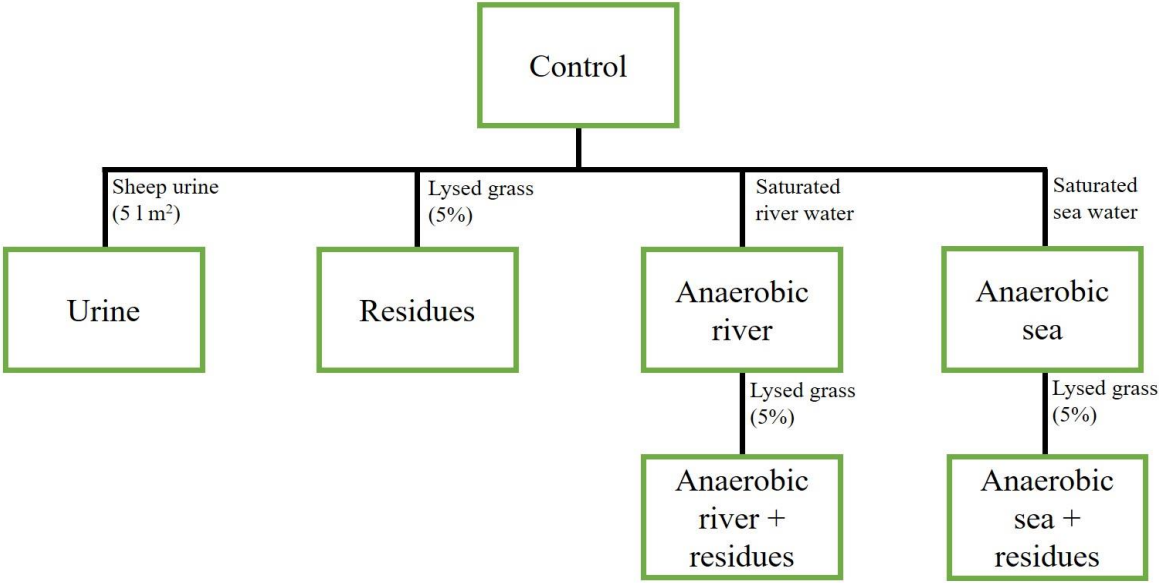 Control
Sheep urine
(5 l m²)
Lysed grass
(5%)
Saturated
river water
Saturated
sea water
Urine
Residues
Anaerobic
river
Anaerobic
sea
Lysed grass
(5%)
Lysed grass
(5%)
Anaerobic
river +
residues
Anaerobic
sea +
residues